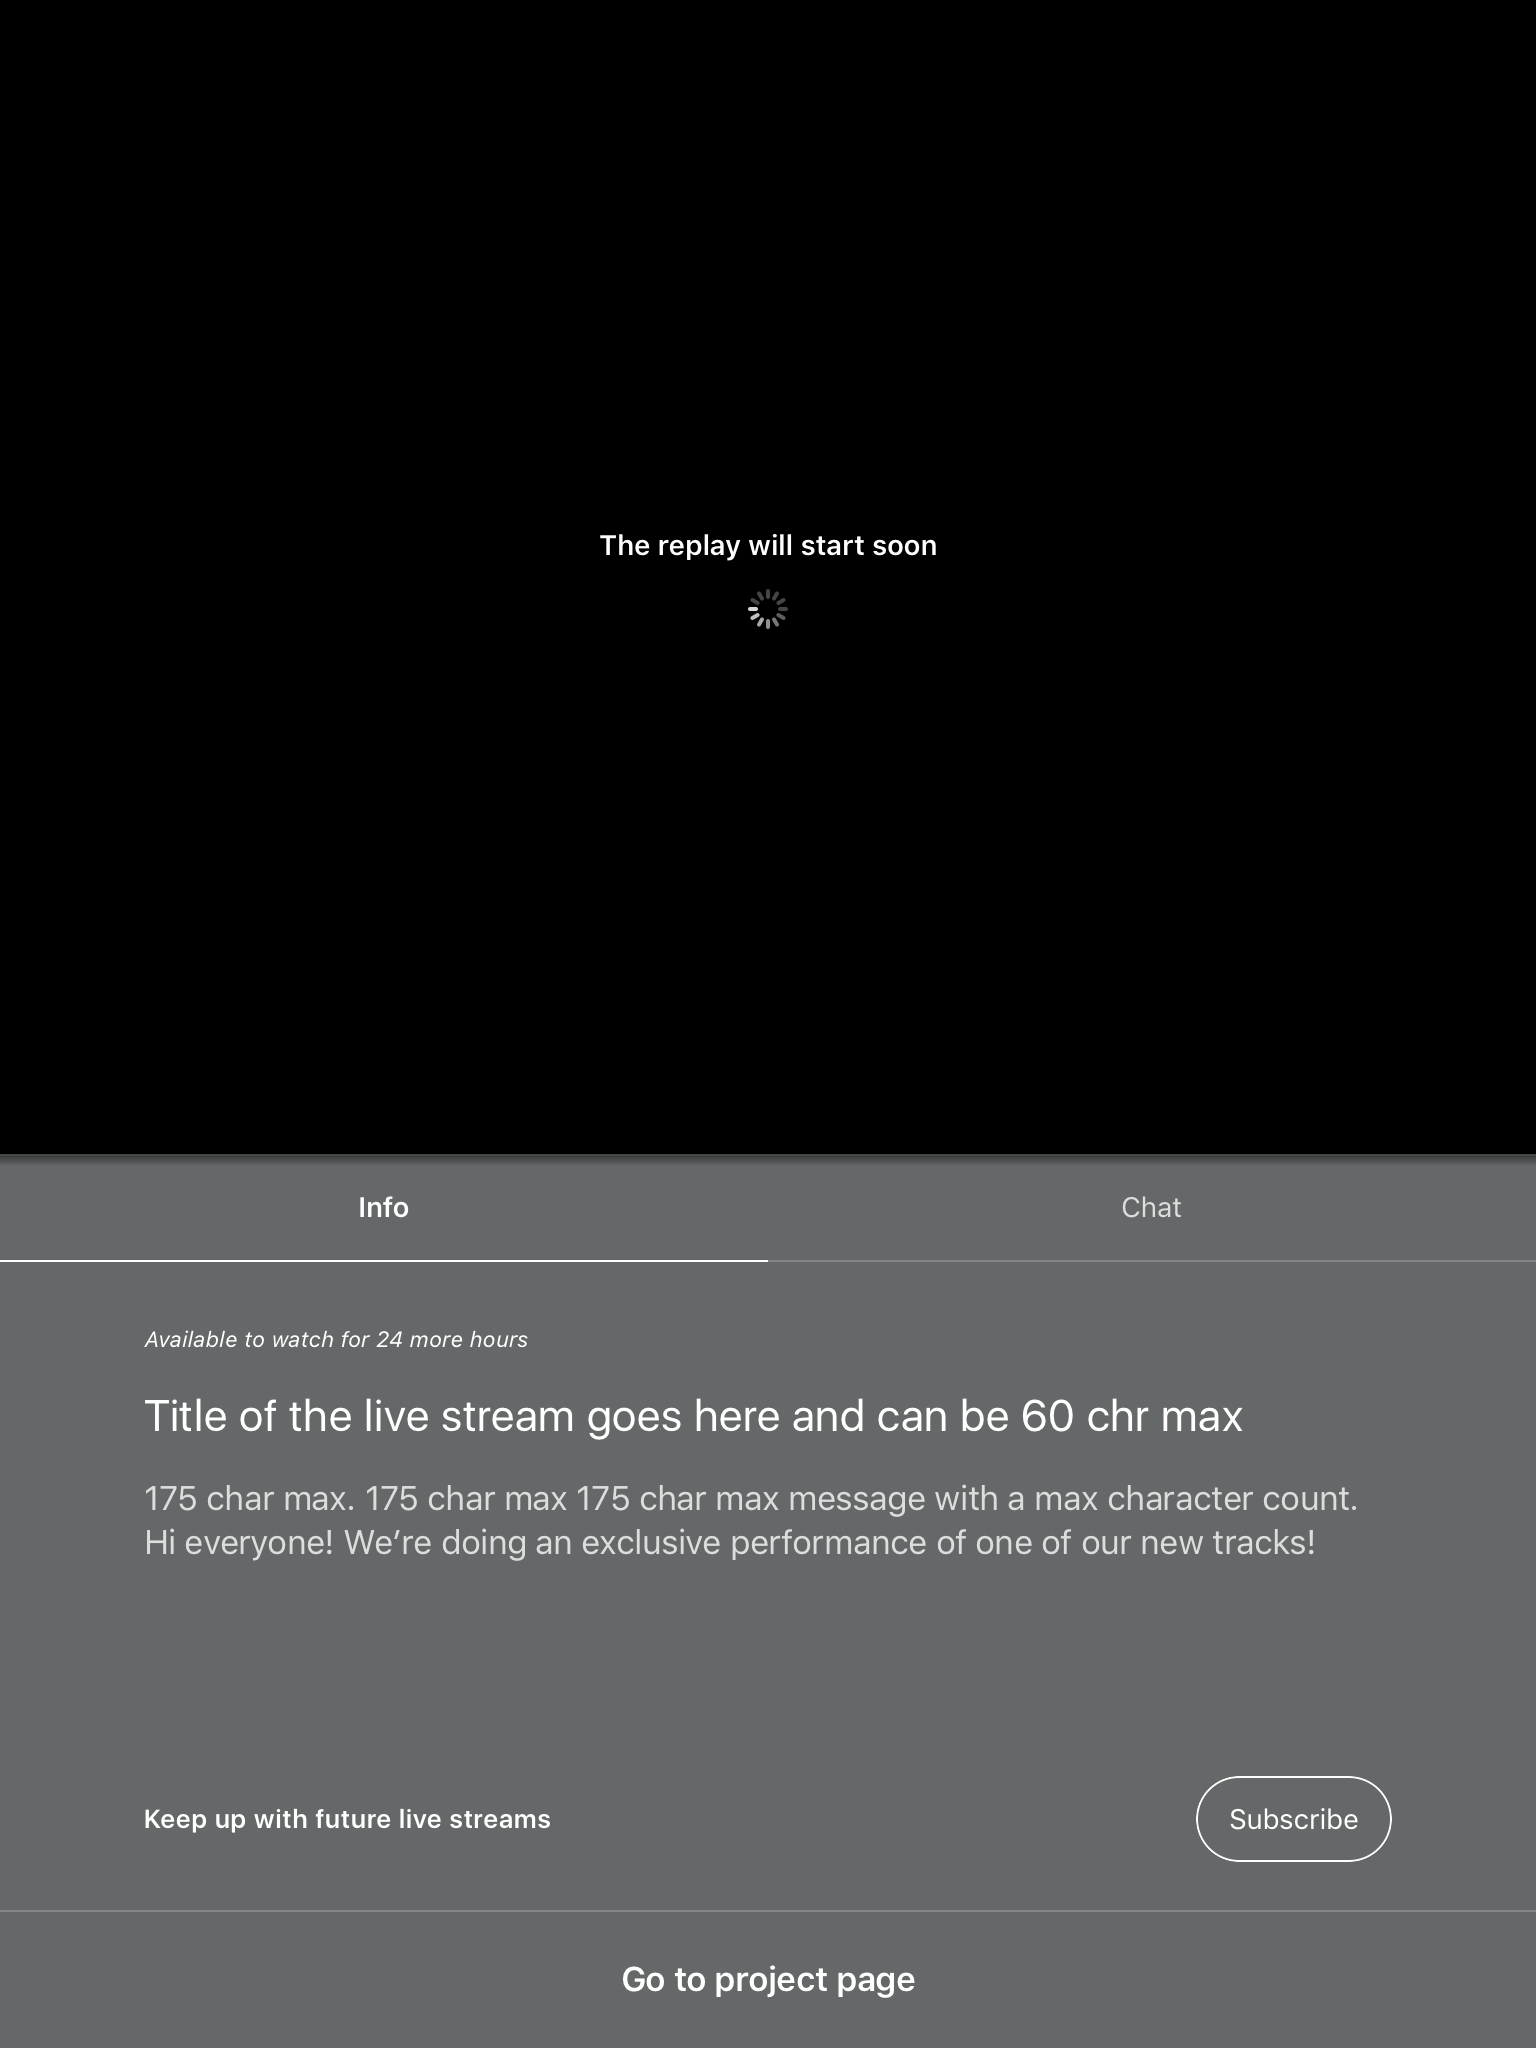 The replay will start soon
Info
Chat
Available to watch for 24 more hours
Title of the live stream goes here and can be 60 chr max
175 char max. 175 char max 175 char max message with a max character count.
Hi everyone! We’re doing an exclusive performance of one of our new tracks!
Keep up with future live streams
Subscribe
Go to project page